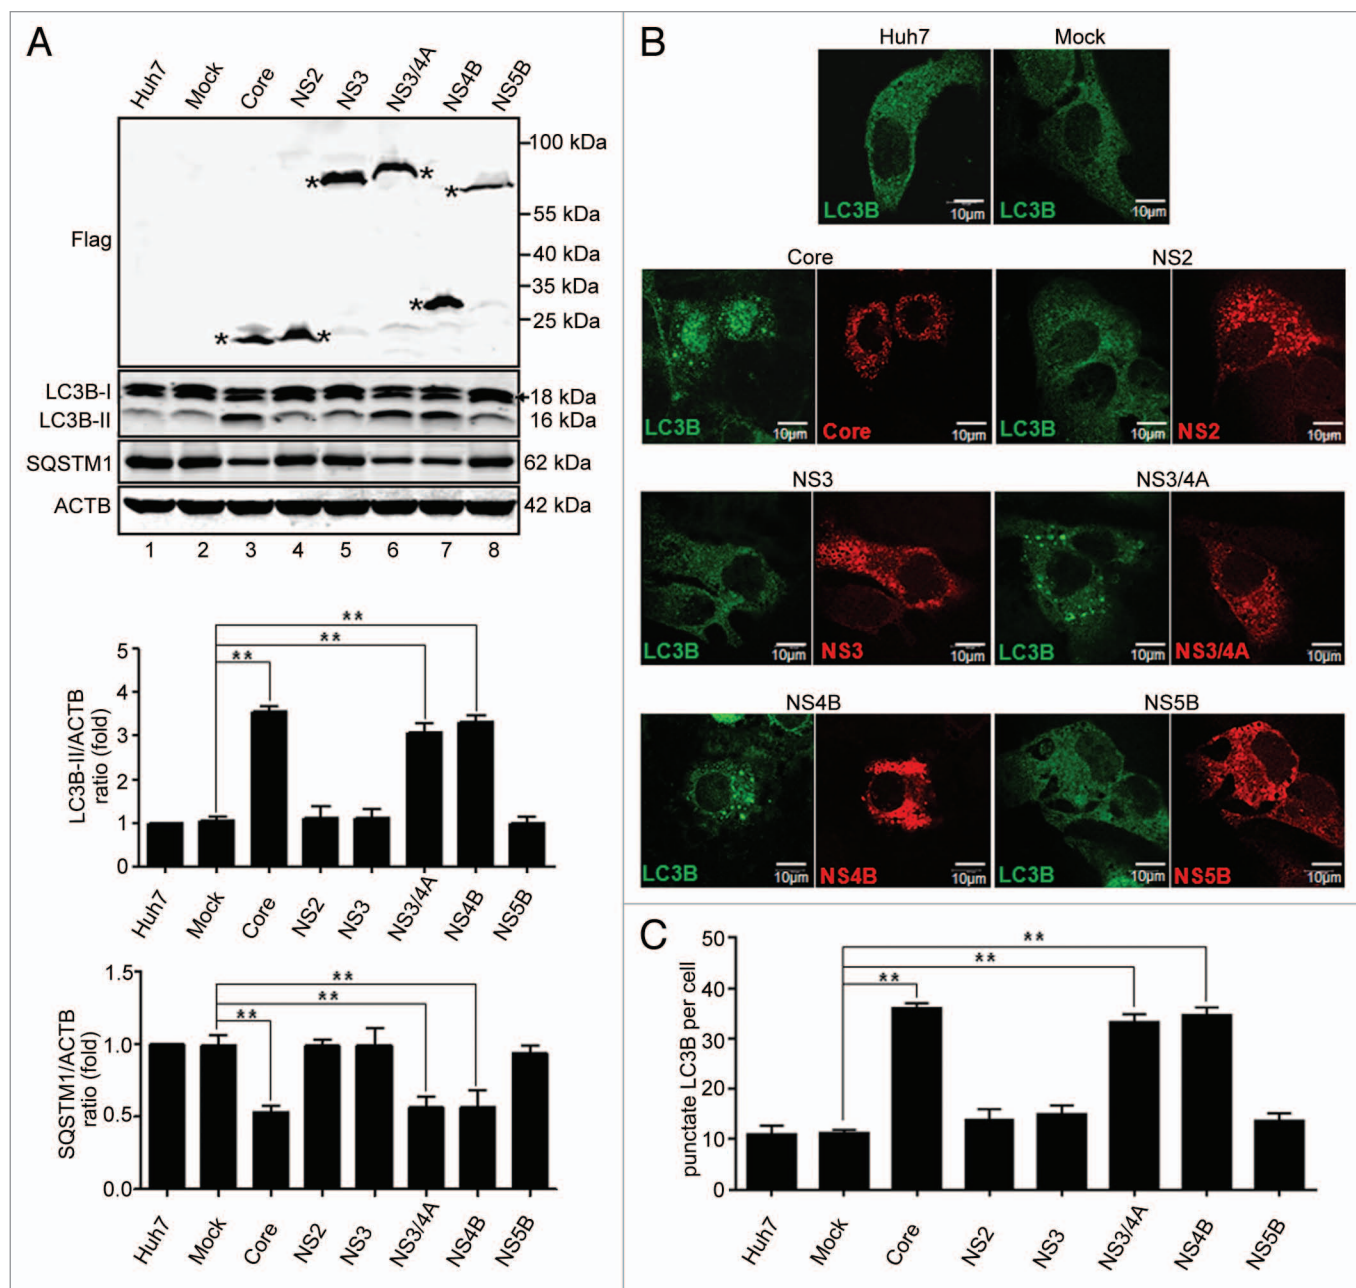 A
Huh7 Mock Core NS2 NS3 NS3/4A NS4B NS5B
100 kDa
* * *
55 kDa
Flag
40 kDa
35 kDa
*
25 kDa
* *
LC3B-I
18 kDa
LC3B-II
16 kDa
SQSTM1 62 kDa
ACTB 42 kDa
1 2 3 4 5 6 7 8
**
**
**
LC3B-II/ACTB
ratio (fold)
5
4
3
2
1
0
Huh7 Mock Core NS2 NS3 NS3/4A NS4B NS5B
**
**
**
SQSTM1/ACTB
ratio (fold)
1.5
1.0
0.5
0.0
Huh7 Mock Core NS2 NS3 NS3/4A NS4B NS5B
B
Huh7 Mock
LC3B 10µm LC3B 10µm
Core NS2
LC3B 10µm Core 10µm LC3B 10µm NS2 10µm
NS3 NS3/4A
LC3B 10µm NS3 10µm LC3B 10µm NS3/4A 10µm
NS4B NS5B
LC3B 10µm NS4B 10µm LC3B 10µm NS5B 10µm
C
**
**
**
punctate LC3B per cell
50
40
30
20
10
0
Huh7 Mock Core NS2 NS3 NS3/4A NS4B NS5B